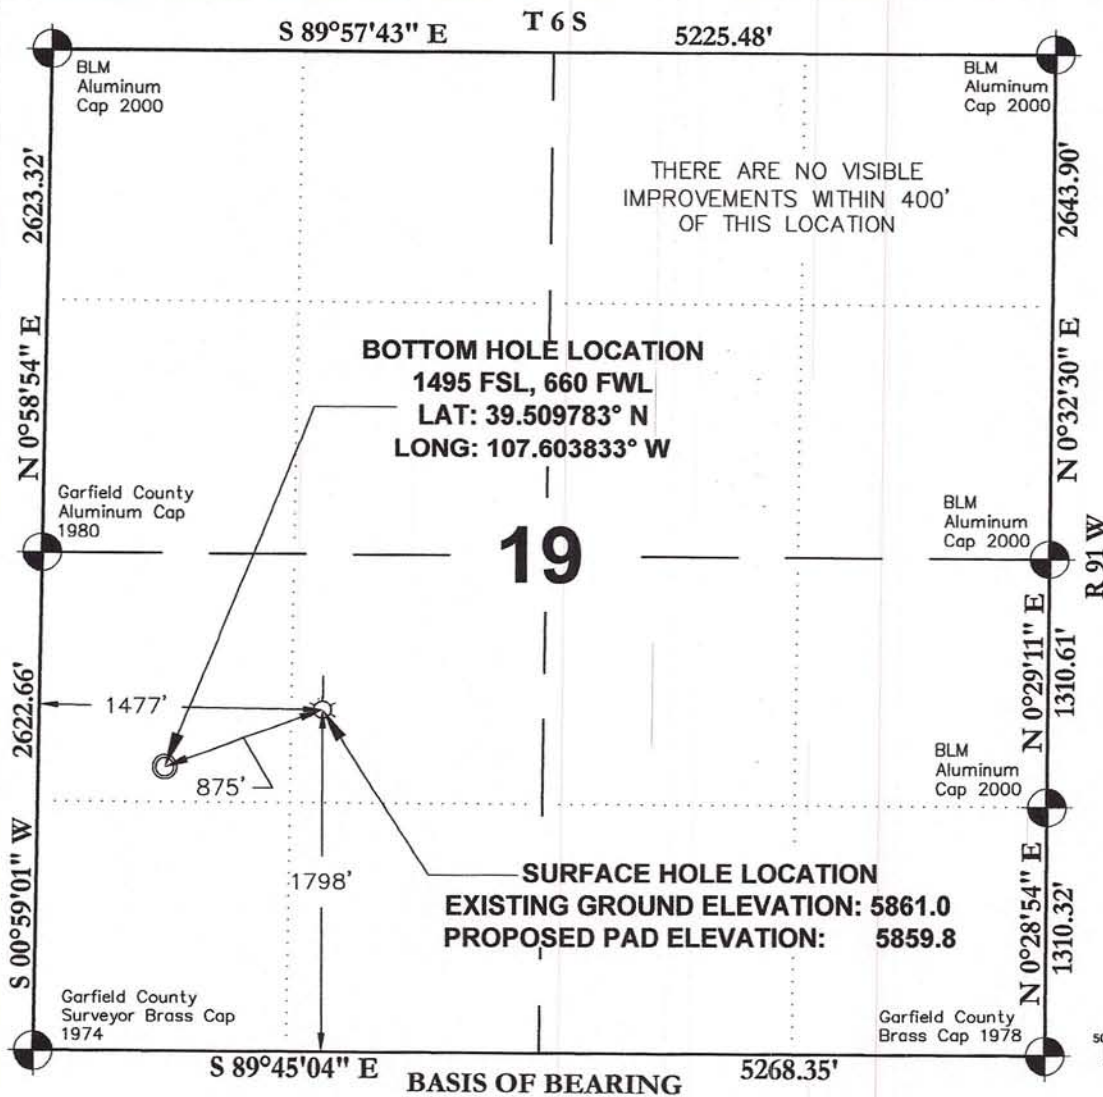 S 89°57'43" E
T 6 S
5225.48'
BLM
Aluminum
Cap 2000
BLM
Aluminum
Cap 2000
2623.32'
2643.90'
THERE ARE NO VISIBLE
IMPROVEMENTS WITHIN 400'
OF THIS LOCATION
N 0°58'54" E
N 0°32'30" E
BOTTOM HOLE LOCATION
1495 FSL, 660 FWL
LAT: 39.509783° N
LONG: 107.603833° W
Garfield County
Aluminum Cap
1980
BLM
Aluminum
Cap 2000
19
R 91 W
2622.66'
N 0°29'11" E
1310.61'
1477'
875'
BLM
Aluminum
Cap 2000
S 00°59'01" W
1798'
SURFACE HOLE LOCATION
EXISTING GROUND ELEVATION: 5861.0
PROPOSED PAD ELEVATION: 5859.8
N 0°28'54" E
1310.32'
Garfield County
Surveyor Brass Cap
1974
Garfield County
Brass Cap 1978
50
S 89°45'04" E
BASIS OF BEARING
5268.35'